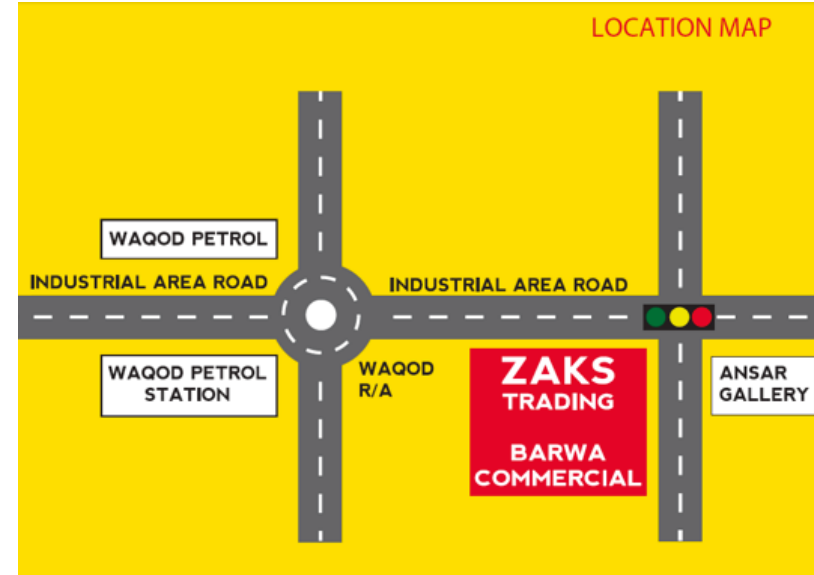 LOCATION MAP
WAQOD PETROL
INDUSTRIAL AREA ROAD
INDUSTRIAL AREA ROAD
WAQOD PETROL
STATION
WAQOD
R/A
ZAKS
TRADING
BARWA
COMMERCIAL
ANSAR
GALLERY